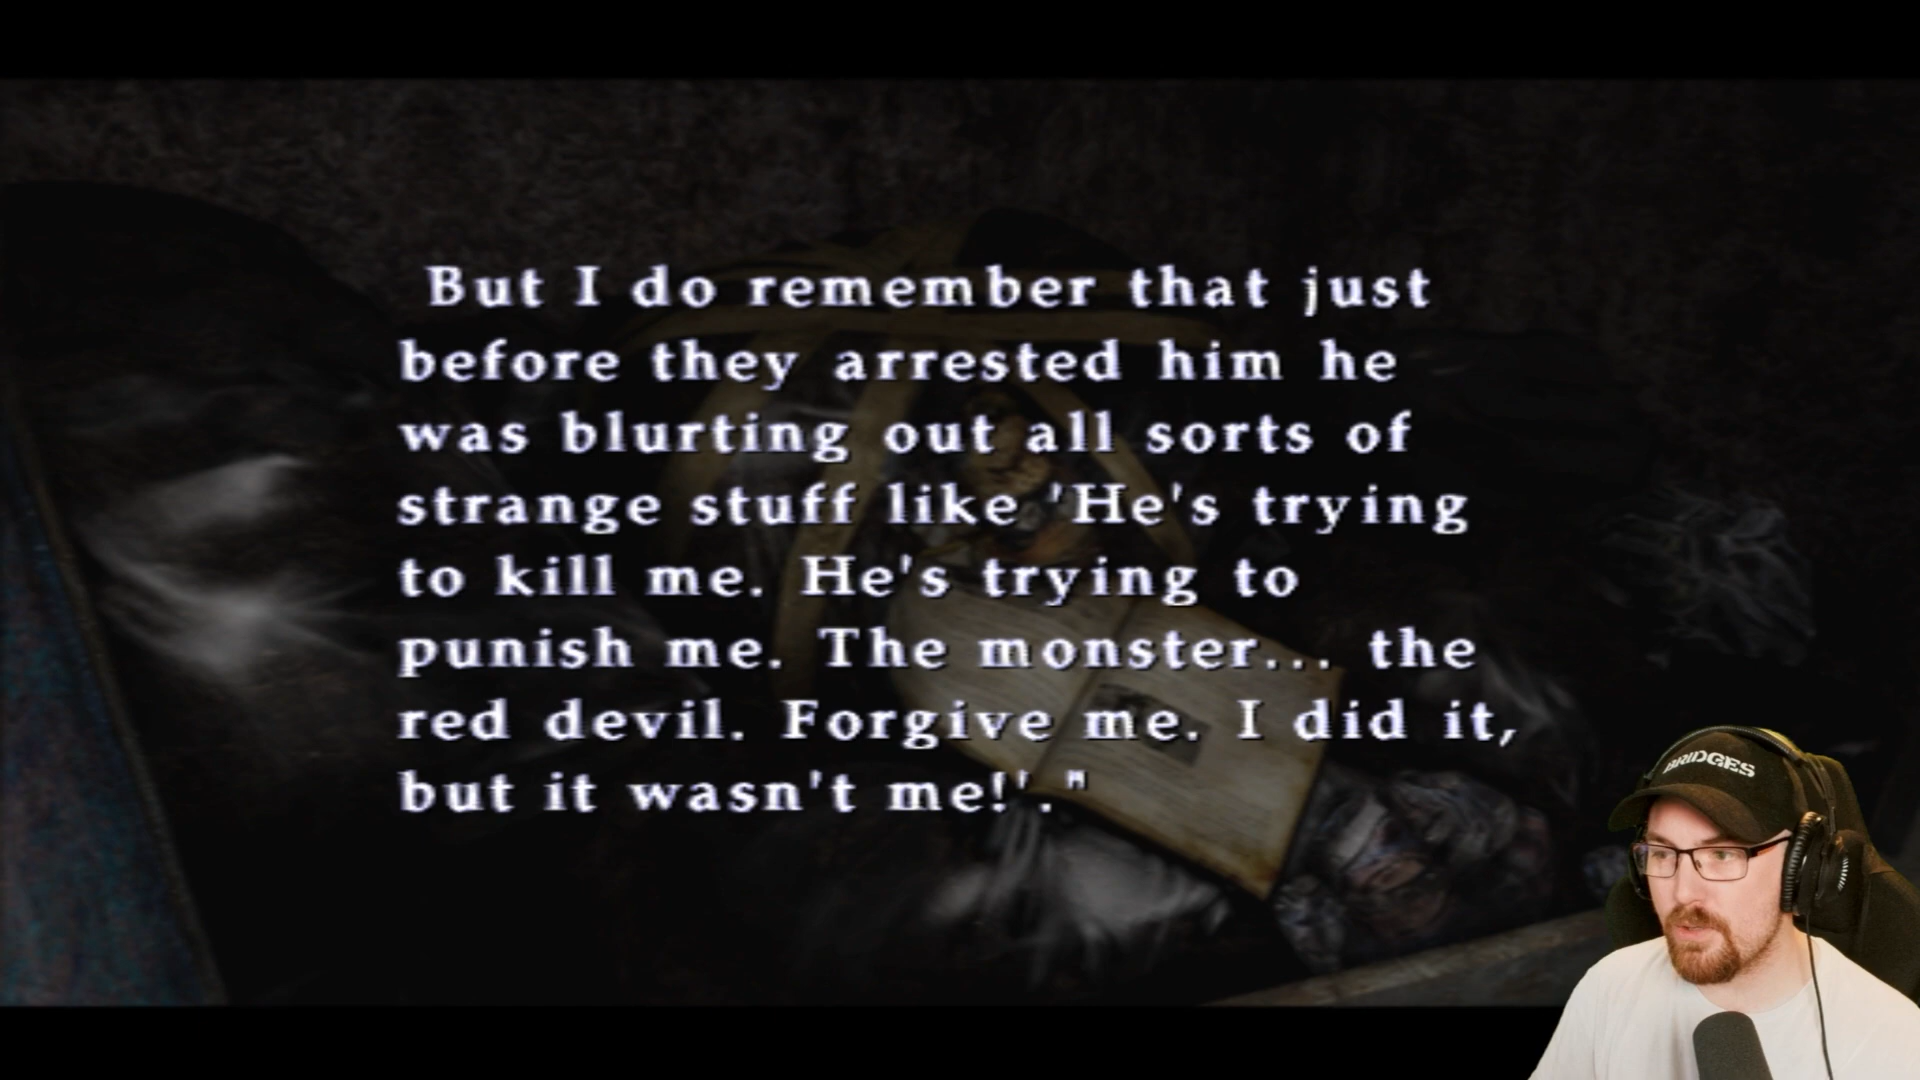 But I do remember that just
before they arrested him he
was blurting out all sorts of
strange stuff like 'He's trying
to kill me. He's trying to
punish me. The monster... the
red devil. Forgive me. I did it,
but it wasn't me!'."
BRIDGES